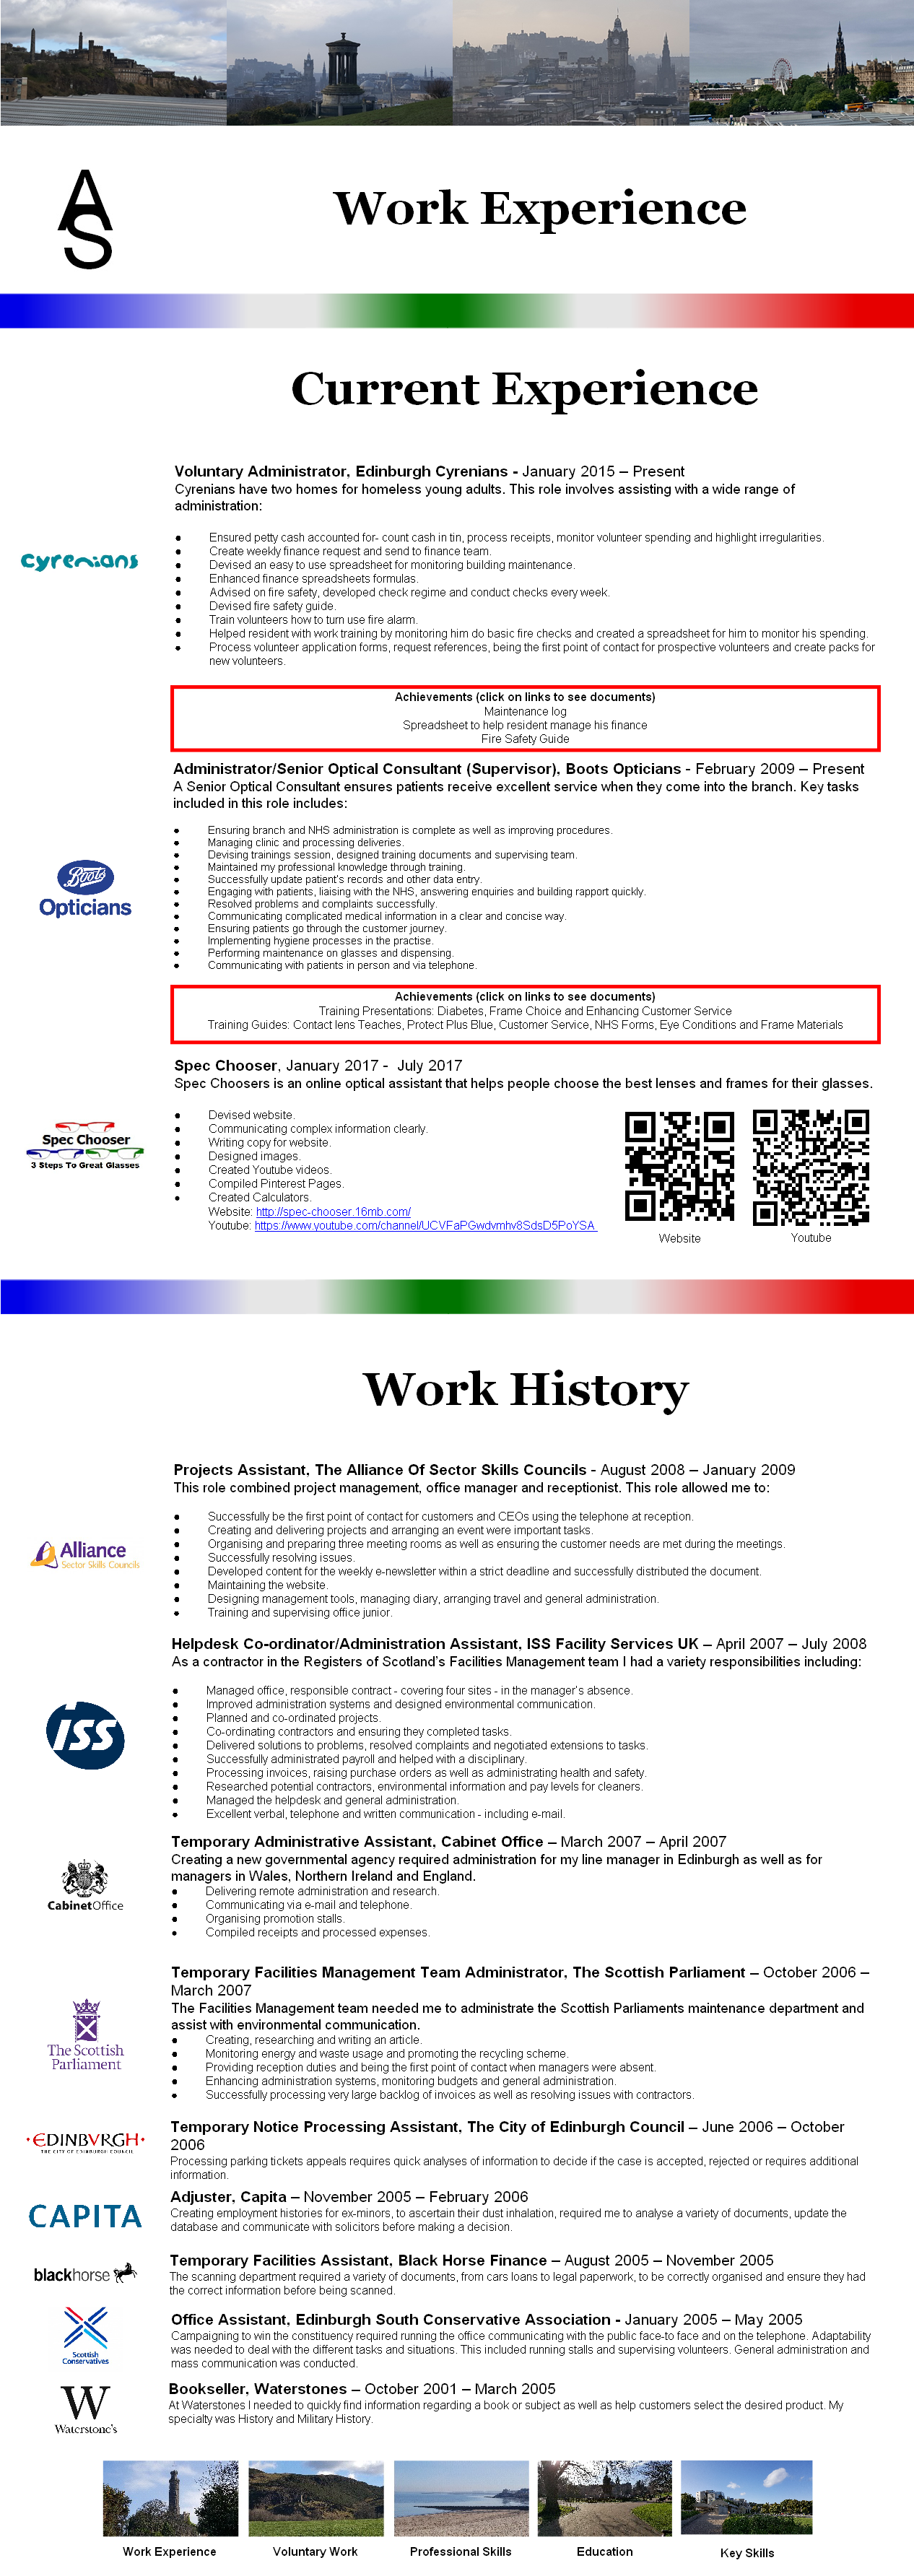 AS
Work Experience
Current Experience
Voluntary Administrator, Edinburgh Cyrenians - January 2015 – Present
Cyrenians have two homes for homeless young adults. This role involves assisting with a wide range of
administration:
cyrenians
● Ensured petty cash accounted for- count cash in tin, process receipts, monitor volunteer spending and highlight irregularities.
● Create weekly finance request and send to finance team.
● Devised an easy to use spreadsheet for monitoring building maintenance.
● Enhanced finance spreadsheets formulas.
● Advised on fire safety, developed check regime and conduct checks every week.
● Devised fire safety guide.
● Train volunteers how to turn use fire alarm.
● Helped resident with work training by monitoring him do basic fire checks and created a spreadsheet for him to monitor his spending.
● Process volunteer application forms, request references, being the first point of contact for prospective volunteers and create packs for
new volunteers.
Achievements (click on links to see documents)
Maintenance log
Spreadsheet to help resident manage his finance
Fire Safety Guide
Administrator/Senior Optical Consultant (Supervisor), Boots Opticians - February 2009 – Present
A Senior Optical Consultant ensures patients receive excellent service when they come into the branch. Key tasks
included in this role includes:
Boots
Opticians
● Ensuring branch and NHS administration is complete as well as improving procedures.
● Managing clinic and processing deliveries.
● Devising trainings session, designed training documents and supervising team.
● Maintained my professional knowledge through training.
● Successfully update patient's records and other data entry.
● Engaging with patients, liaising with the NHS, answering enquiries and building rapport quickly.
● Resolved problems and complaints successfully.
● Communicating complicated medical information in a clear and concise way.
● Ensuring patients go through the customer journey.
● Implementing hygiene processes in the practise.
● Performing maintenance on glasses and dispensing.
● Communicating with patients in person and via telephone.
Achievements (click on links to see documents)
Training Presentations: Diabetes, Frame Choice and Enhancing Customer Service
Training Guides: Contact lens Teaches, Protect Plus Blue, Customer Service, NHS Forms, Eye Conditions and Frame Materials
Spec Chooser, January 2017 - July 2017
Spec Choosers is an online optical assistant that helps people choose the best lenses and frames for their glasses.
Spec Chooser
3 Steps To Great Glasses
● Devised website.
● Communicating complex information clearly.
● Writing copy for website.
● Designed images.
● Created Youtube videos.
● Compiled Pinterest Pages.
● Created Calculators.
Website: http://spec-chooser.16mb.com/
Youtube: https://www.youtube.com/channel/UCVFaPGwdvmhv8SdsD5PoYSA
Website
Youtube
Work History
Projects Assistant, The Alliance Of Sector Skills Councils - August 2008 – January 2009
This role combined project management, office manager and receptionist. This role allowed me to:
Alliance
Sector Skills Councils
● Successfully be the first point of contact for customers and CEOs using the telephone at reception.
● Creating and delivering projects and arranging an event were important tasks.
● Organising and preparing three meeting rooms as well as ensuring the customer needs are met during the meetings.
● Successfully resolving issues.
● Developed content for the weekly e-newsletter within a strict deadline and successfully distributed the document.
● Maintaining the website.
● Designing management tools, managing diary, arranging travel and general administration.
● Training and supervising office junior.
Helpdesk Co-ordinator/Administration Assistant, ISS Facility Services UK – April 2007 – July 2008
As a contractor in the Registers of Scotland's Facilities Management team I had a variety responsibilities including:
ISS
● Managed office, responsible contract - covering four sites - in the manager's absence.
● Improved administration systems and designed environmental communication.
● Planned and co-ordinated projects.
● Co-ordinating contractors and ensuring they completed tasks.
● Delivered solutions to problems, resolved complaints and negotiated extensions to tasks.
● Successfully administrated payroll and helped with a disciplinary.
● Processing invoices, raising purchase orders as well as administrating health and safety.
● Researched potential contractors, environmental information and pay levels for cleaners.
● Managed the helpdesk and general administration.
● Excellent verbal, telephone and written communication - including e-mail.
Temporary Administrative Assistant, Cabinet Office – March 2007 – April 2007
Creating a new governmental agency required administration for my line manager in Edinburgh as well as for
managers in Wales, Northern Ireland and England.
CabinetOffice
● Delivering remote administration and research.
● Communicating via e-mail and telephone.
● Organising promotion stalls.
● Compiled receipts and processed expenses.
Temporary Facilities Management Team Administrator, The Scottish Parliament – October 2006 –
March 2007
The Facilities Management team needed me to administrate the Scottish Parliaments maintenance department and
assist with environmental communication.
The Scottish
Parliament
● Creating, researching and writing an article.
● Monitoring energy and waste usage and promoting the recycling scheme.
● Providing reception duties and being the first point of contact when managers were absent.
● Enhancing administration systems, monitoring budgets and general administration.
● Successfully processing very large backlog of invoices as well as resolving issues with contractors.
EDINBVRGH
THE CITY OF EDINBURGH COUNCIL
Temporary Notice Processing Assistant, The City of Edinburgh Council – June 2006 – October
2006
Processing parking tickets appeals requires quick analyses of information to decide if the case is accepted, rejected or requires additional
information.
CAPITA
Adjuster, Capita – November 2005 – February 2006
Creating employment histories for ex-minors, to ascertain their dust inhalation, required me to analyse a variety of documents, update the
database and communicate with solicitors before making a decision.
blackhorse
Temporary Facilities Assistant, Black Horse Finance – August 2005 – November 2005
The scanning department required a variety of documents, from cars loans to legal paperwork, to be correctly organised and ensure they had
the correct information before being scanned.
Scottish
Conservatives
Office Assistant, Edinburgh South Conservative Association - January 2005 – May 2005
Campaigning to win the constituency required running the office communicating with the public face-to face and on the telephone. Adaptability
was needed to deal with the different tasks and situations. This included running stalls and supervising volunteers. General administration and
mass communication was conducted.
W
Waterstone's
Bookseller, Waterstones – October 2001 – March 2005
At Waterstones I needed to quickly find information regarding a book or subject as well as help customers select the desired product. My
specialty was History and Military History.
Work Experience
Voluntary Work
Professional Skills
Education
Key Skills